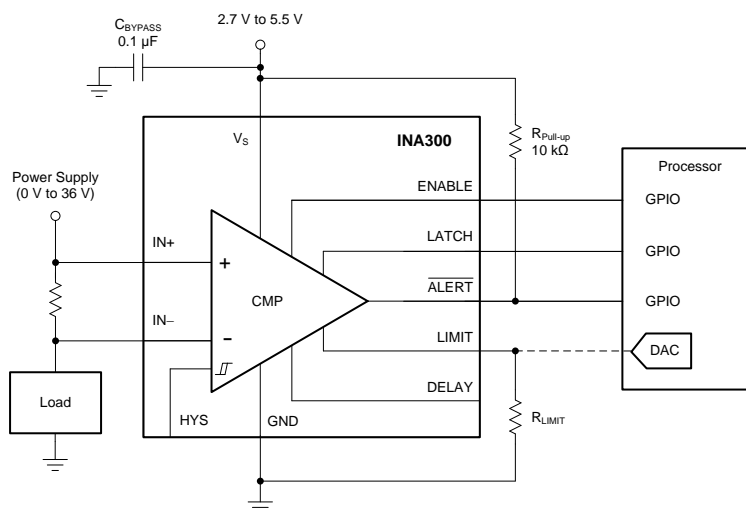 C_BYPASS
0.1 µF
2.7 V to 5.5 V
V_S
INA300
R_Pull-up
10 kΩ
Power Supply
(0 V to 36 V)
Processor
ENABLE
GPIO
IN+
LATCH
GPIO
+
CMP
ALERT
GPIO
IN−
-
LIMIT
DAC
Load
DELAY
HYS
GND
R_LIMIT